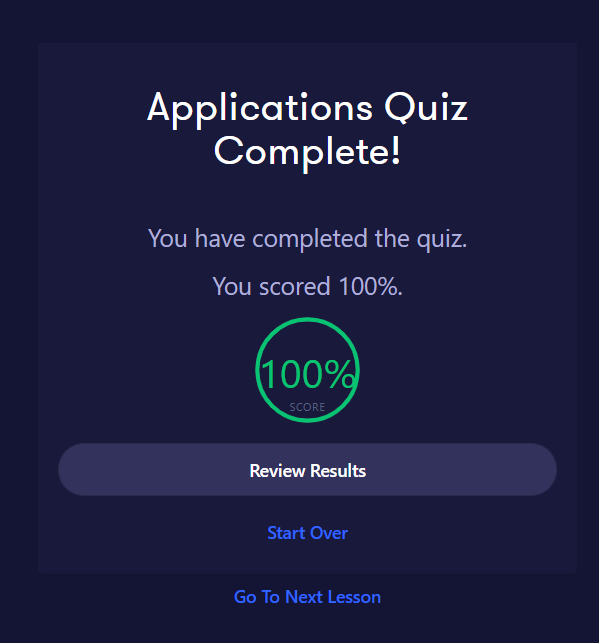 Applications Quiz
Complete!
You have completed the quiz.
You scored 100%.
100%
SCORE
Review Results
Start Over
Go To Next Lesson